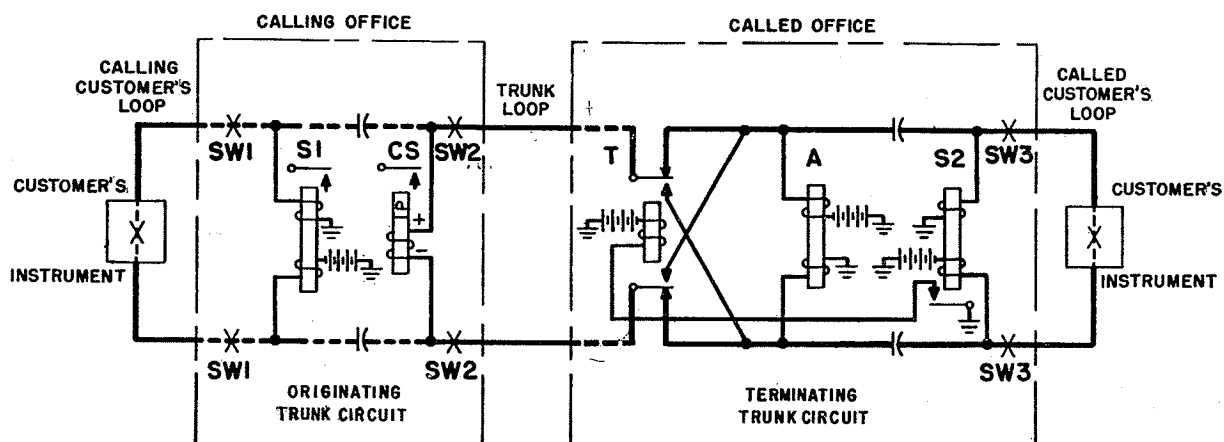 CALLING OFFICE
CALLED OFFICE
CALLING
CUSTOMER'S
LOOP
TRUNK
LOOP
CALLED
CUSTOMER'S
LOOP
SW1
S1
CS
SW2
T
A
S2
SW3
CUSTOMER'S
INSTRUMENT
P
+
-
CUSTOMER'S
INSTRUMENT
SW1
SW2
SW3
ORIGINATING
TRUNK CIRCUIT
TERMINATING
TRUNK CIRCUIT